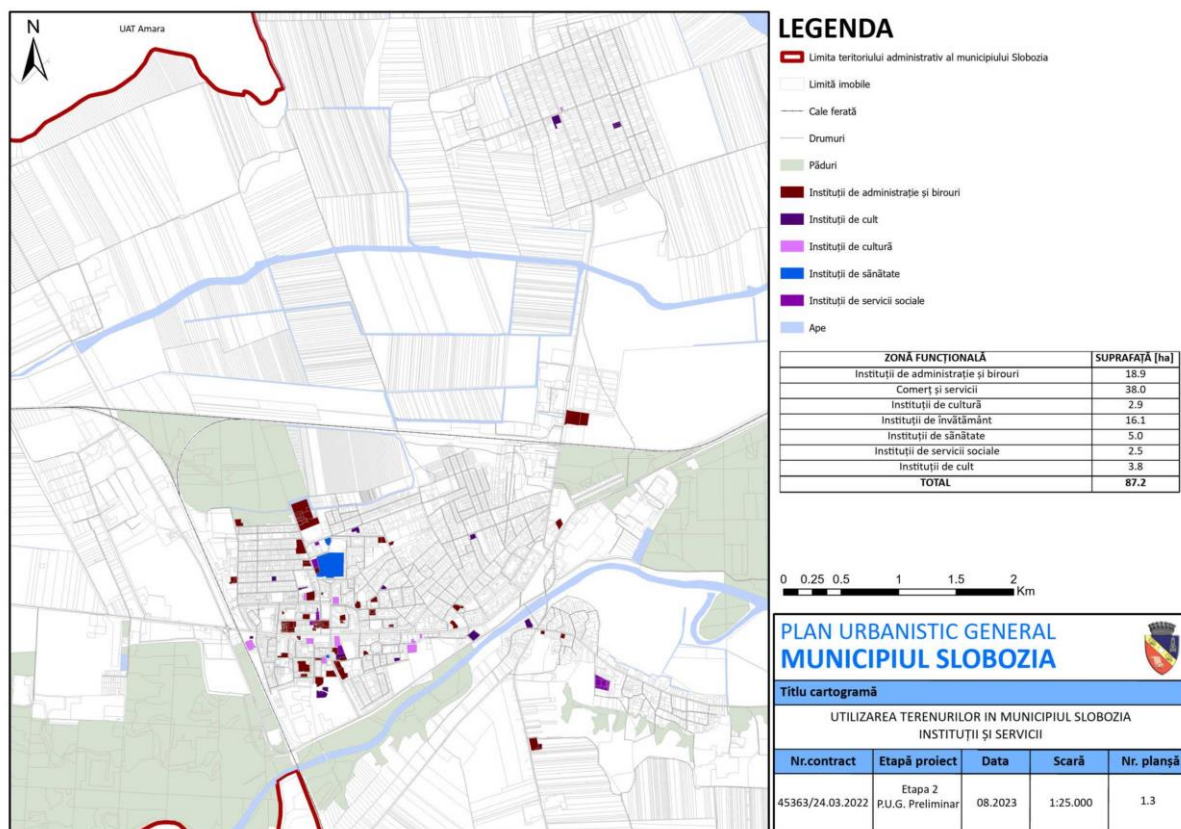 N
UAT Amara
LEGENDA
Limita teritoriului administrativ al municipiului Slobozia
Limită imobile
Cale ferată
Drumuri
Păduri
Instituții de administrație și birouri
Instituții de cult
Instituții de cultură
Instituții de sănătate
Instituții de servicii sociale
Ape
ZONĂ FUNCȚIONALĂ SUPRAFAȚĂ [ha]
Instituții de administrație și birouri 18.9
Comerț și servicii 38.0
Instituții de cultură 2.9
Instituții de învătământ 16.1
Instituții de sănătate 5.0
Instituții de servicii sociale 2.5
Instituții de cult 3.8
TOTAL 87.2
0 0.25 0.5 1 1.5 2
Km
PLAN URBANISTIC GENERAL
MUNICIPIUL SLOBOZIA
Titlu cartogramă
UTILIZAREA TERENURILOR IN MUNICIPIUL SLOBOZIA
INSTITUȚII ȘI SERVICII
Nr.contract Etapă proiect Data Scară Nr. planșă
45363/24.03.2022 Etapa 2 P.U.G. Preliminar 08.2023 1:25.000 1.3